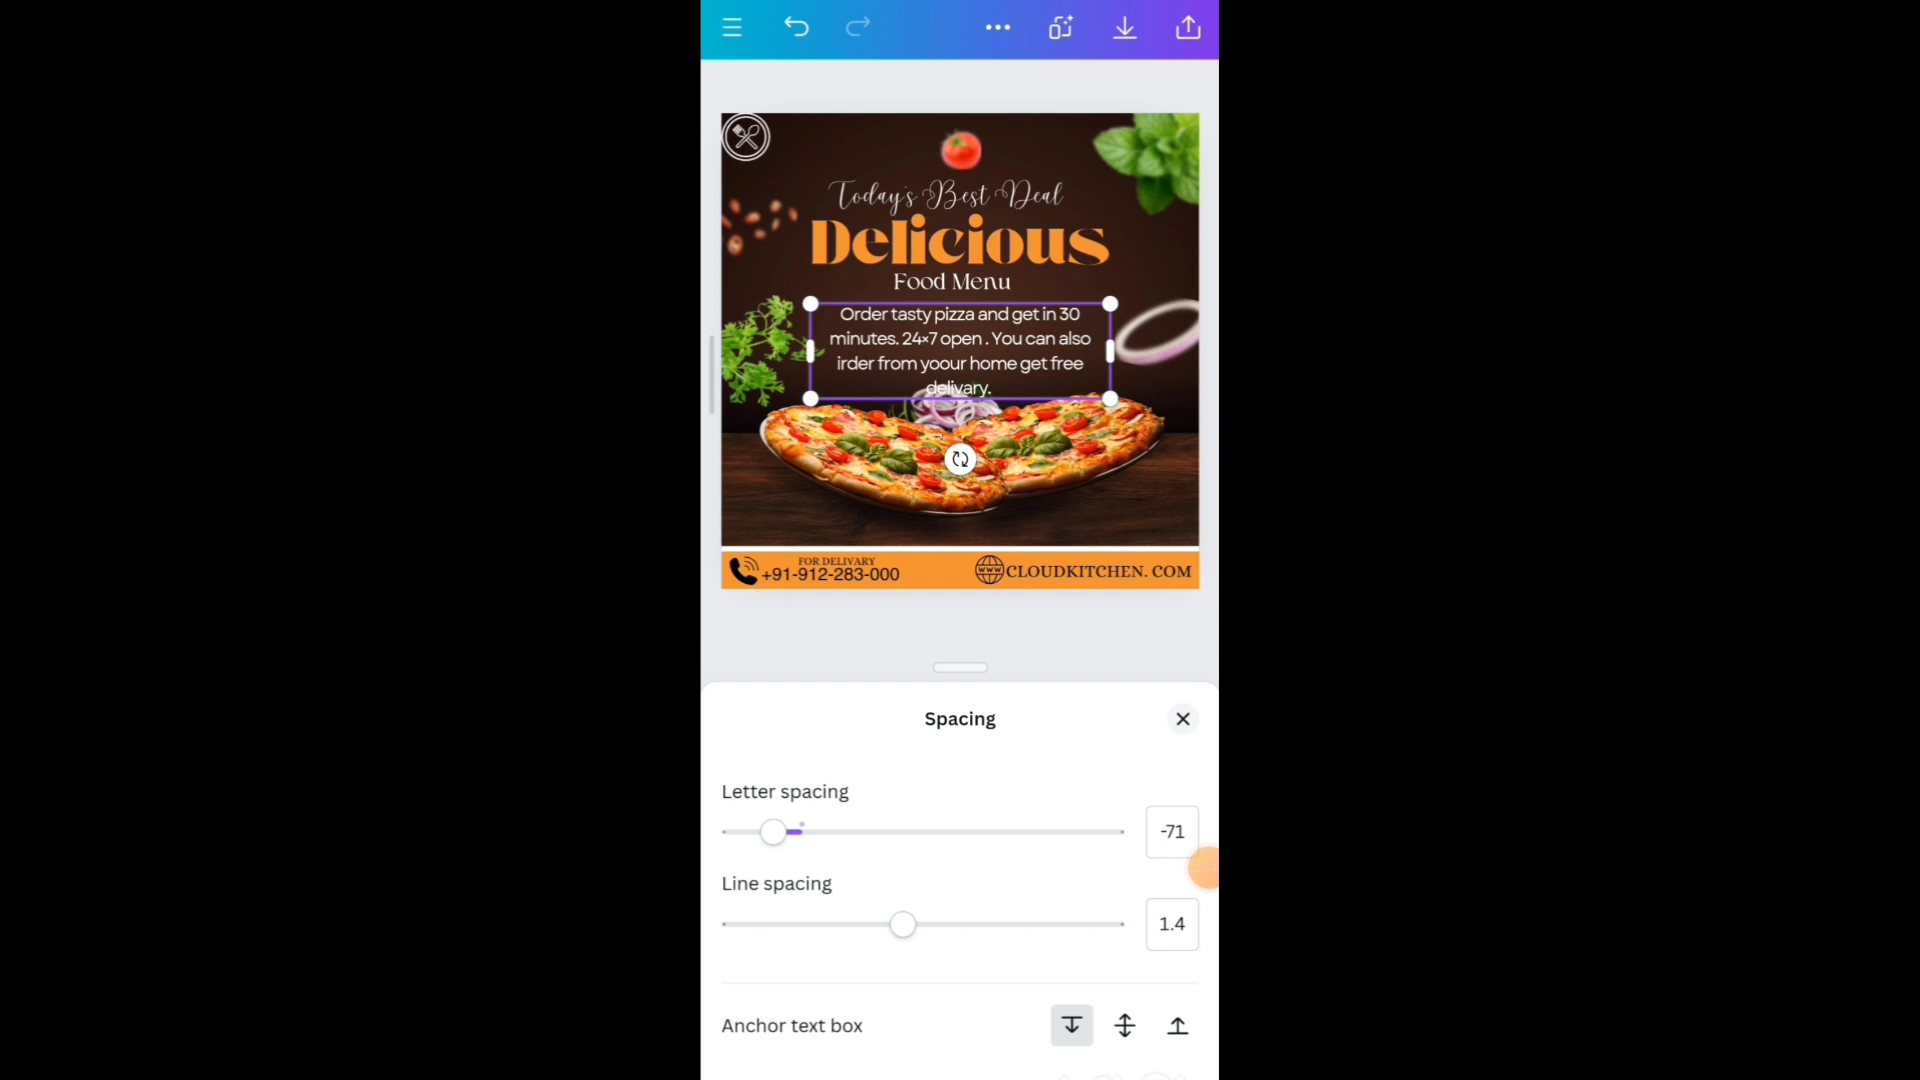 Today's Best Deal
Delicious
Food Menu
Order tasty pizza and get in 30
minutes. 24×7 open . You can also
irder from yoour home get free
delivary.
FOR DELIVARY
+91-912-283-000
WWW
CLOUDKITCHEN. COM
Spacing
Letter spacing
-71
Line spacing
1.4
Anchor text box